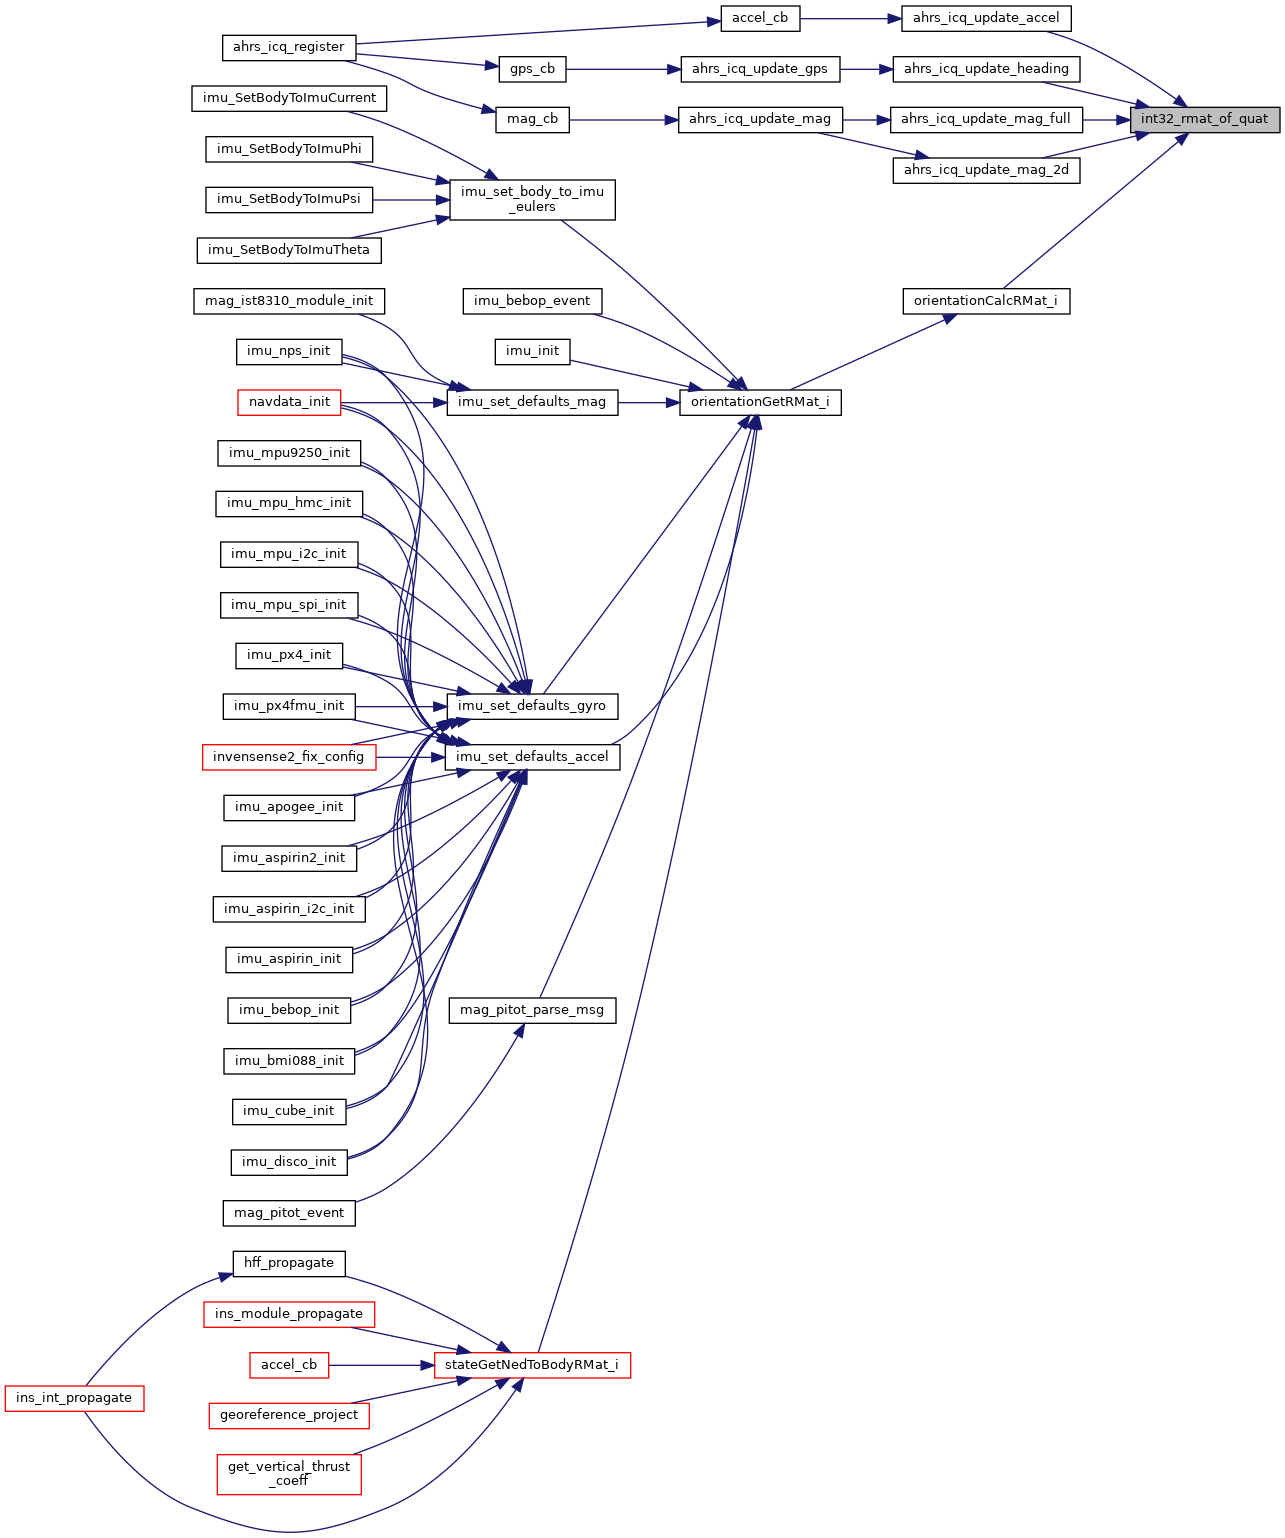 accel_cb
ahrs_icq_update_accel
ahrs_icq_register
gps_cb
ahrs_icq_update_gps
ahrs_icq_update_heading
imu_SetBodyToImuCurrent
mag_cb
ahrs_icq_update_mag
ahrs_icq_update_mag_full
int32_rmat_of_quat
imu_SetBodyToImuPhi
ahrs_icq_update_mag_2d
imu_SetBodyToImuPsi
imu_set_body_to_imu
_eulers
imu_SetBodyToImuTheta
mag_ist8310_module_init
imu_bebop_event
orientationCalcRMat_i
imu_nps_init
imu_init
navdata_init
imu_set_defaults_mag
orientationGetRMat_i
imu_mpu9250_init
imu_mpu_hmc_init
imu_mpu_i2c_init
imu_mpu_spi_init
imu_px4_init
imu_px4fmu_init
imu_set_defaults_gyro
invensense2_fix_config
imu_set_defaults_accel
imu_apogee_init
imu_aspirin2_init
imu_aspirin_i2c_init
imu_aspirin_init
imu_bebop_init
mag_pitot_parse_msg
imu_bmi088_init
imu_cube_init
imu_disco_init
mag_pitot_event
hff_propagate
ins_module_propagate
accel_cb
stateGetNedToBodyRMat_i
ins_int_propagate
georeference_project
get_vertical_thrust
_coeff